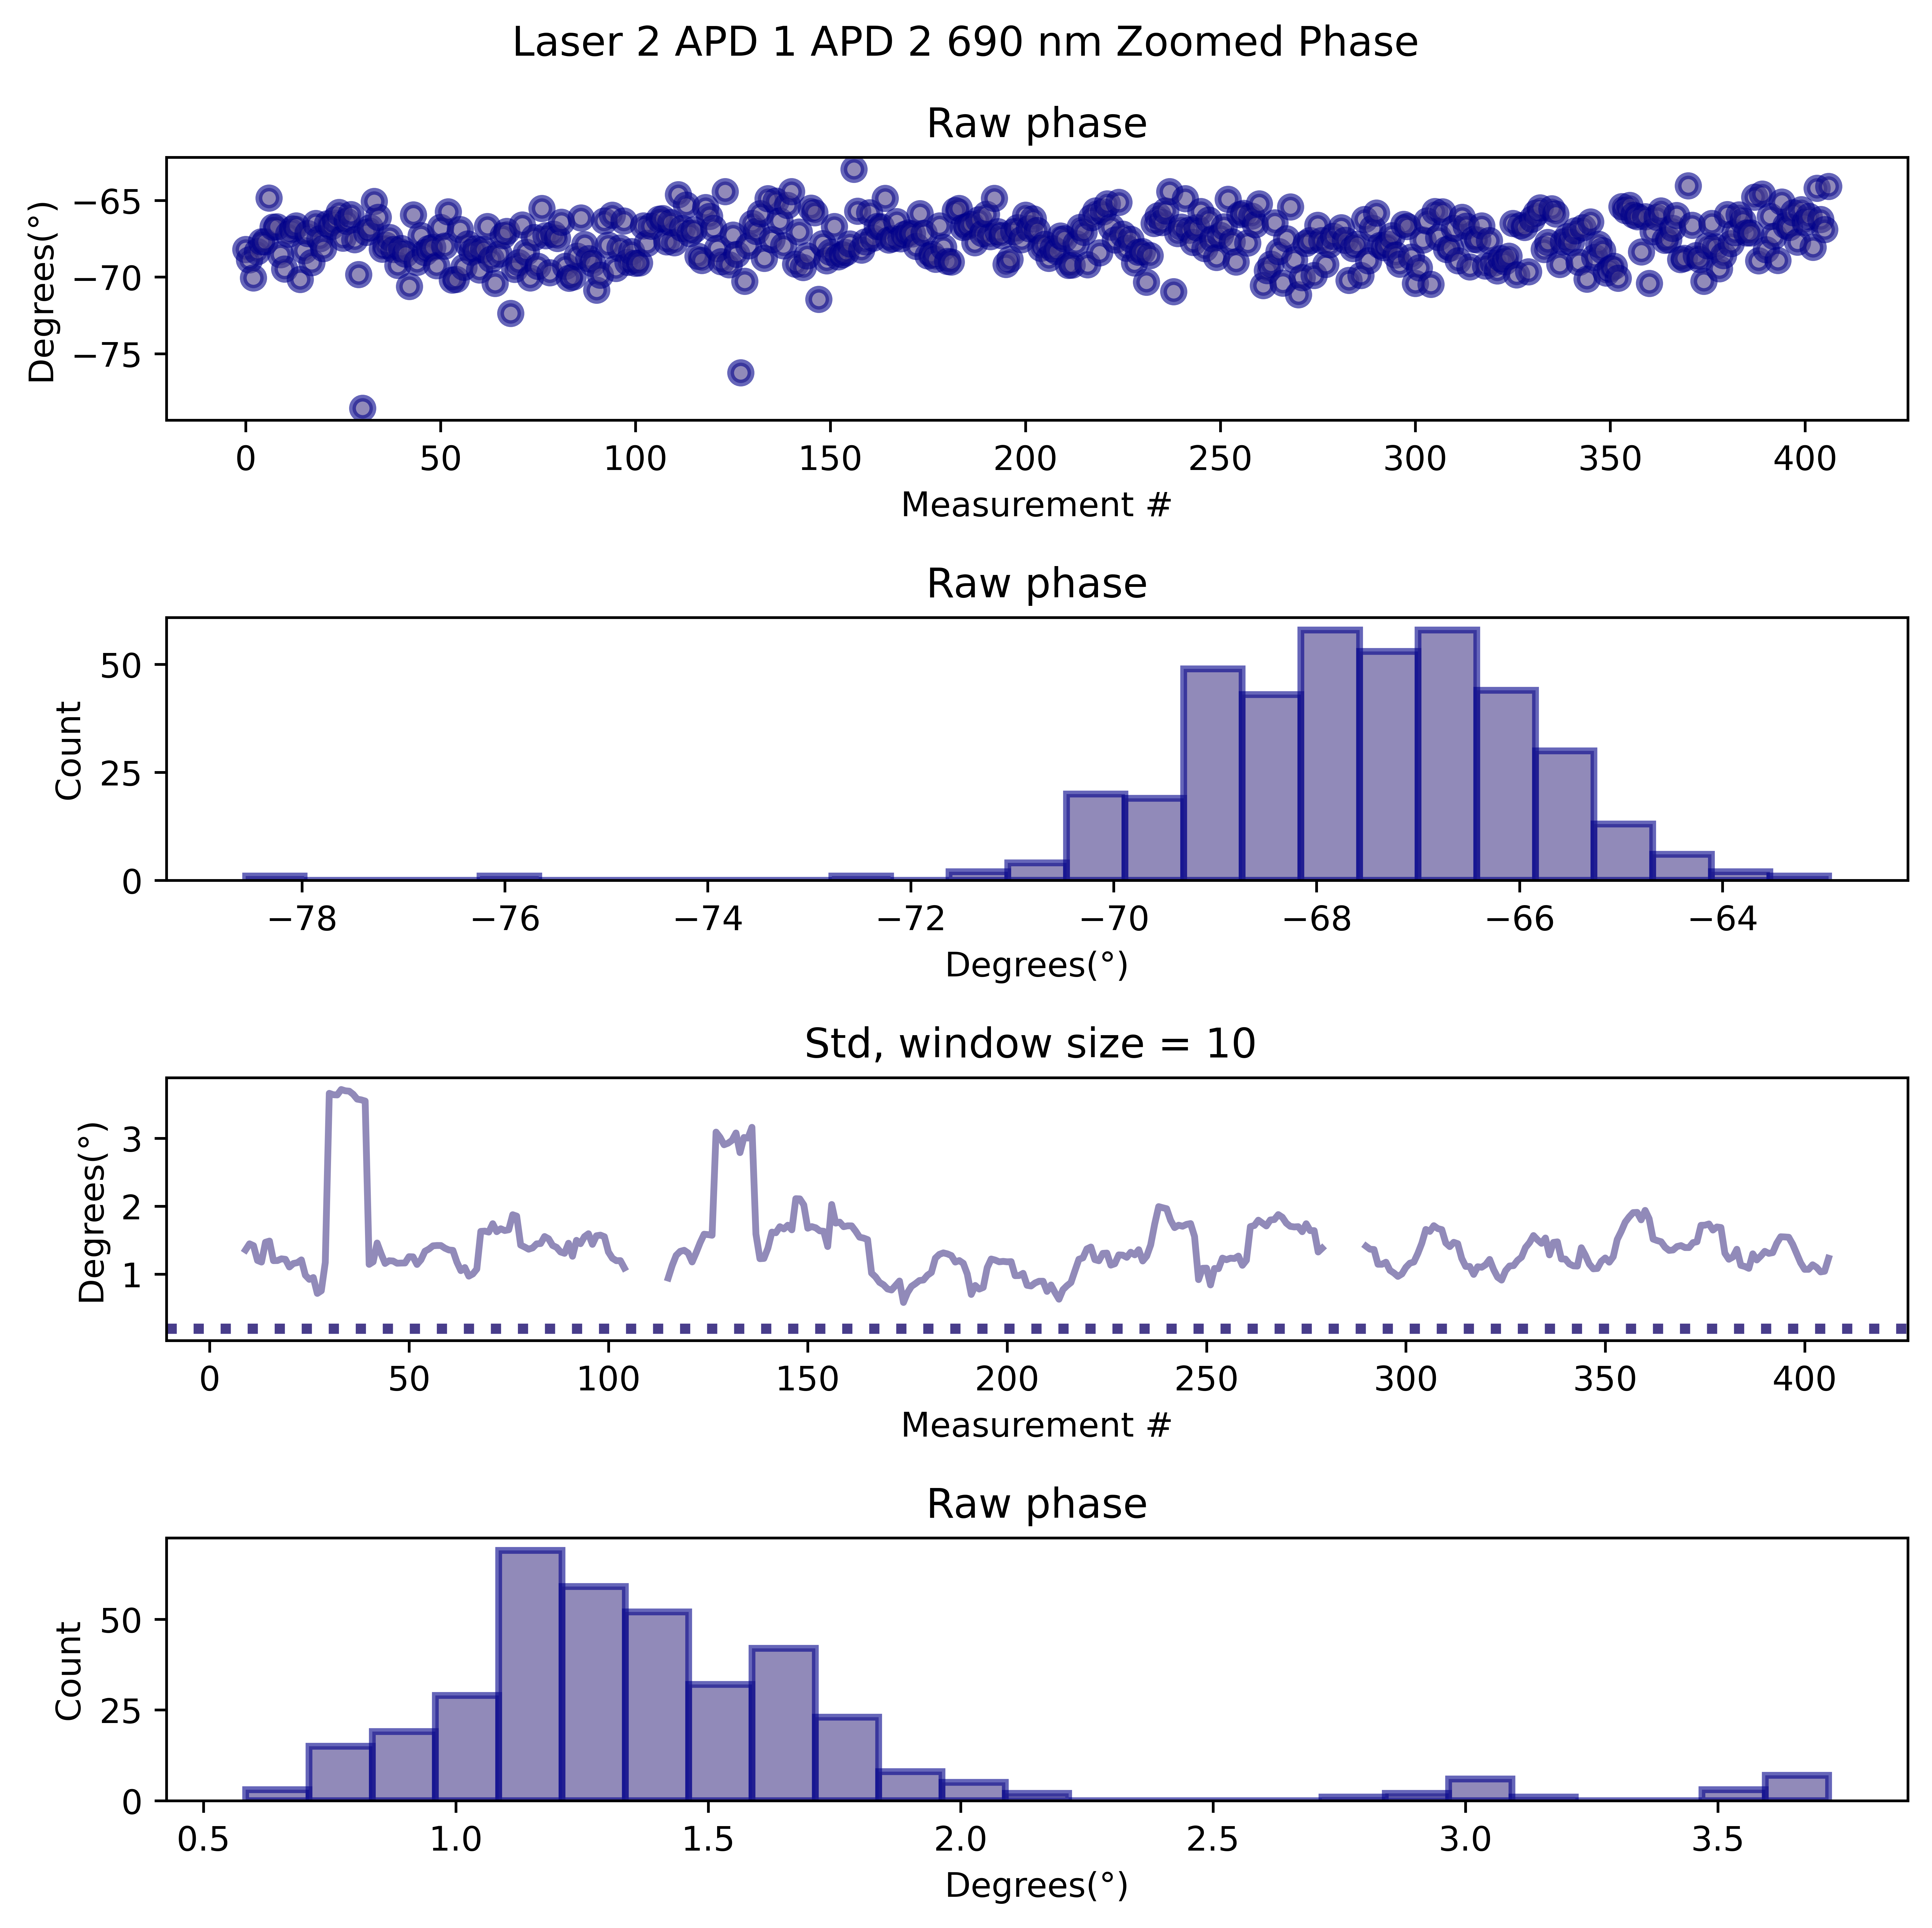 Laser 2 APD 1 APD 2 690 nm Zoomed Phase
Raw phase
Degrees(°)
−65
−70
−75
0 50 100 150 200 250 300 350 400
Measurement #
Raw phase
Count
50
25
0
−78 −76 −74 −72 −70 −68 −66 −64
Degrees(°)
Std, window size = 10
Degrees(°)
3
2
1
0 50 100 150 200 250 300 350 400
Measurement #
Raw phase
Count
50
25
0
0.5 1.0 1.5 2.0 2.5 3.0 3.5
Degrees(°)